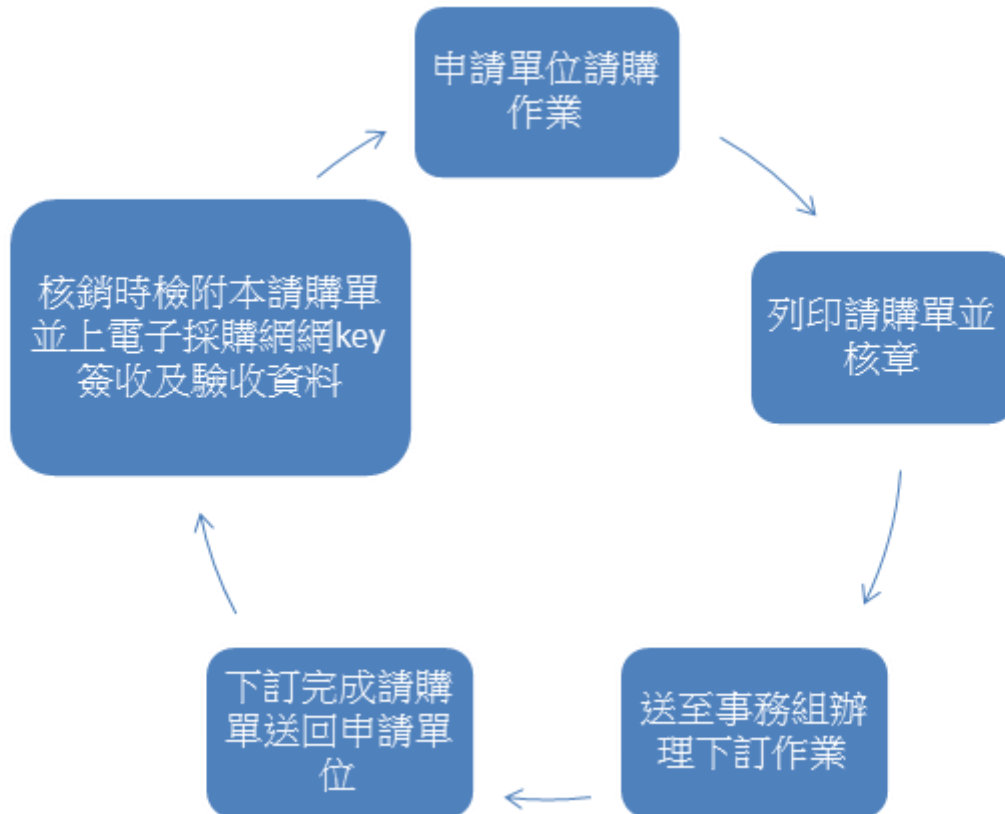 申請單位請購
作業
列印請購單並
核章
送至事務組辦
理下訂作業
下訂完成請購
單送回申請單
位
核銷時檢附本請購單
並上電子採購網網key
簽收及驗收資料